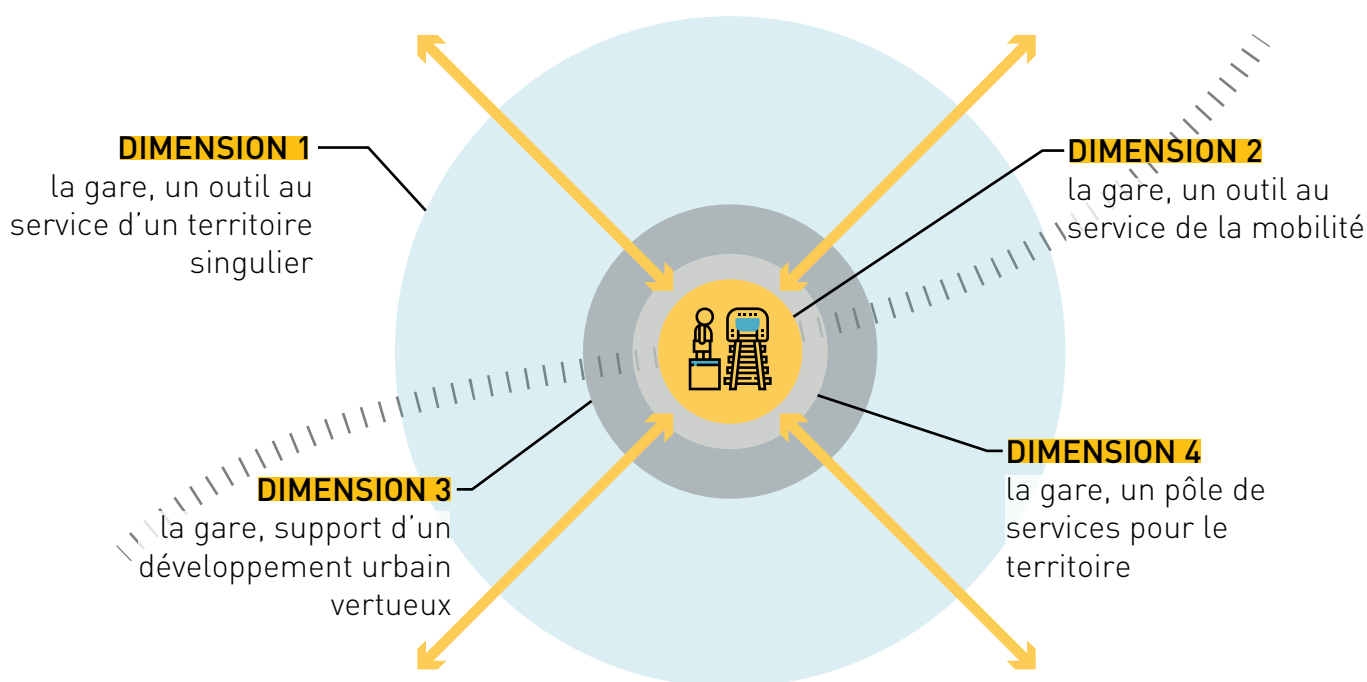 DIMENSION 1
la gare, un outil au
service d'un territoire
singulier
DIMENSION 2
la gare, un outil au
service de la mobilité
DIMENSION 3
la gare, support d'un
développement urbain
vertueux
DIMENSION 4
la gare, un pôle de
services pour le
territoire